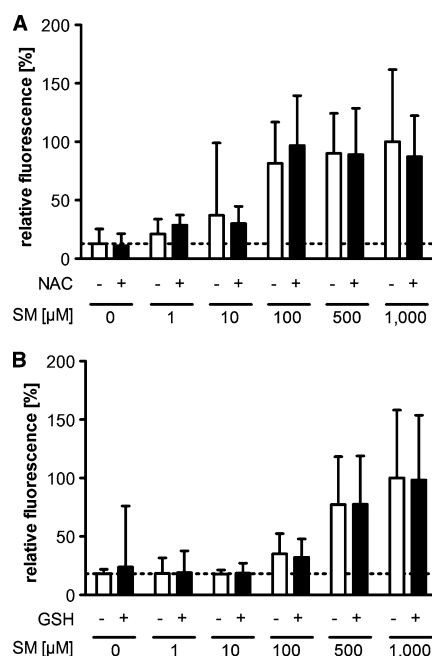 A
relative fluorescence [%]
200
150
100
50
0
NAC - + - + - + - + - + - +
SM [µM] 0 1 10 100 500 1,000
B
relative fluorescence [%]
200
150
100
50
0
GSH - + - + - + - + - + - +
SM [µM] 0 1 10 100 500 1,000